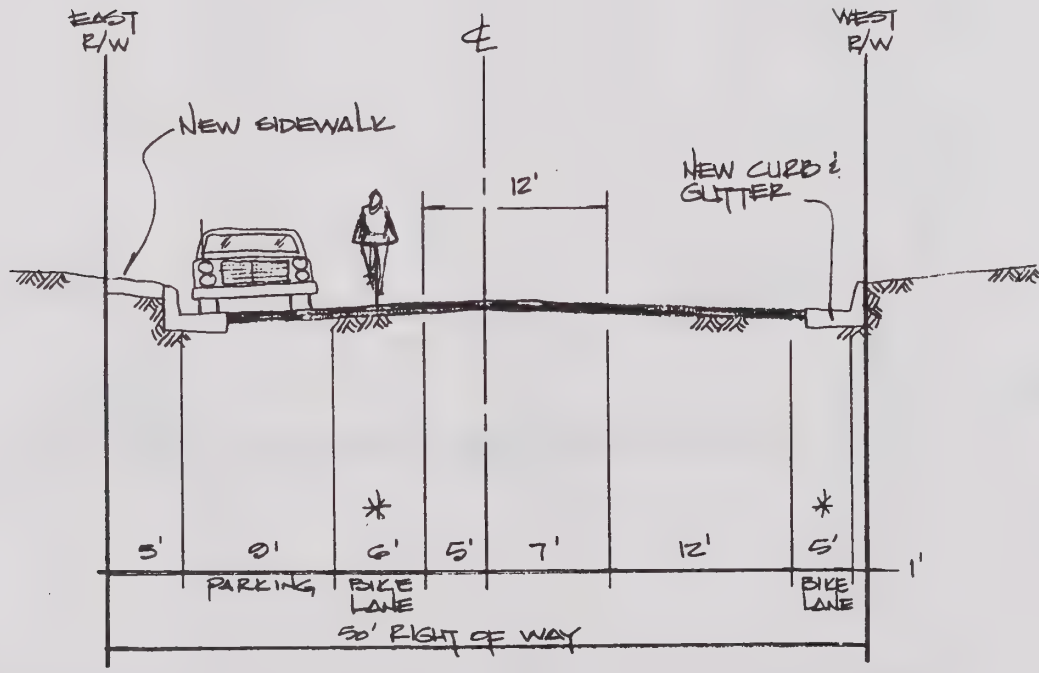 EAST
R/W
WEST
R/W
℄
NEW SIDEWALK
12'
NEW CURB &
GUTTER
* *
5' 9' 6' 5' 7' 12' 5' 1'
PARKING
BIKE
LANE
BIKE
LANE
50' RIGHT OF WAY